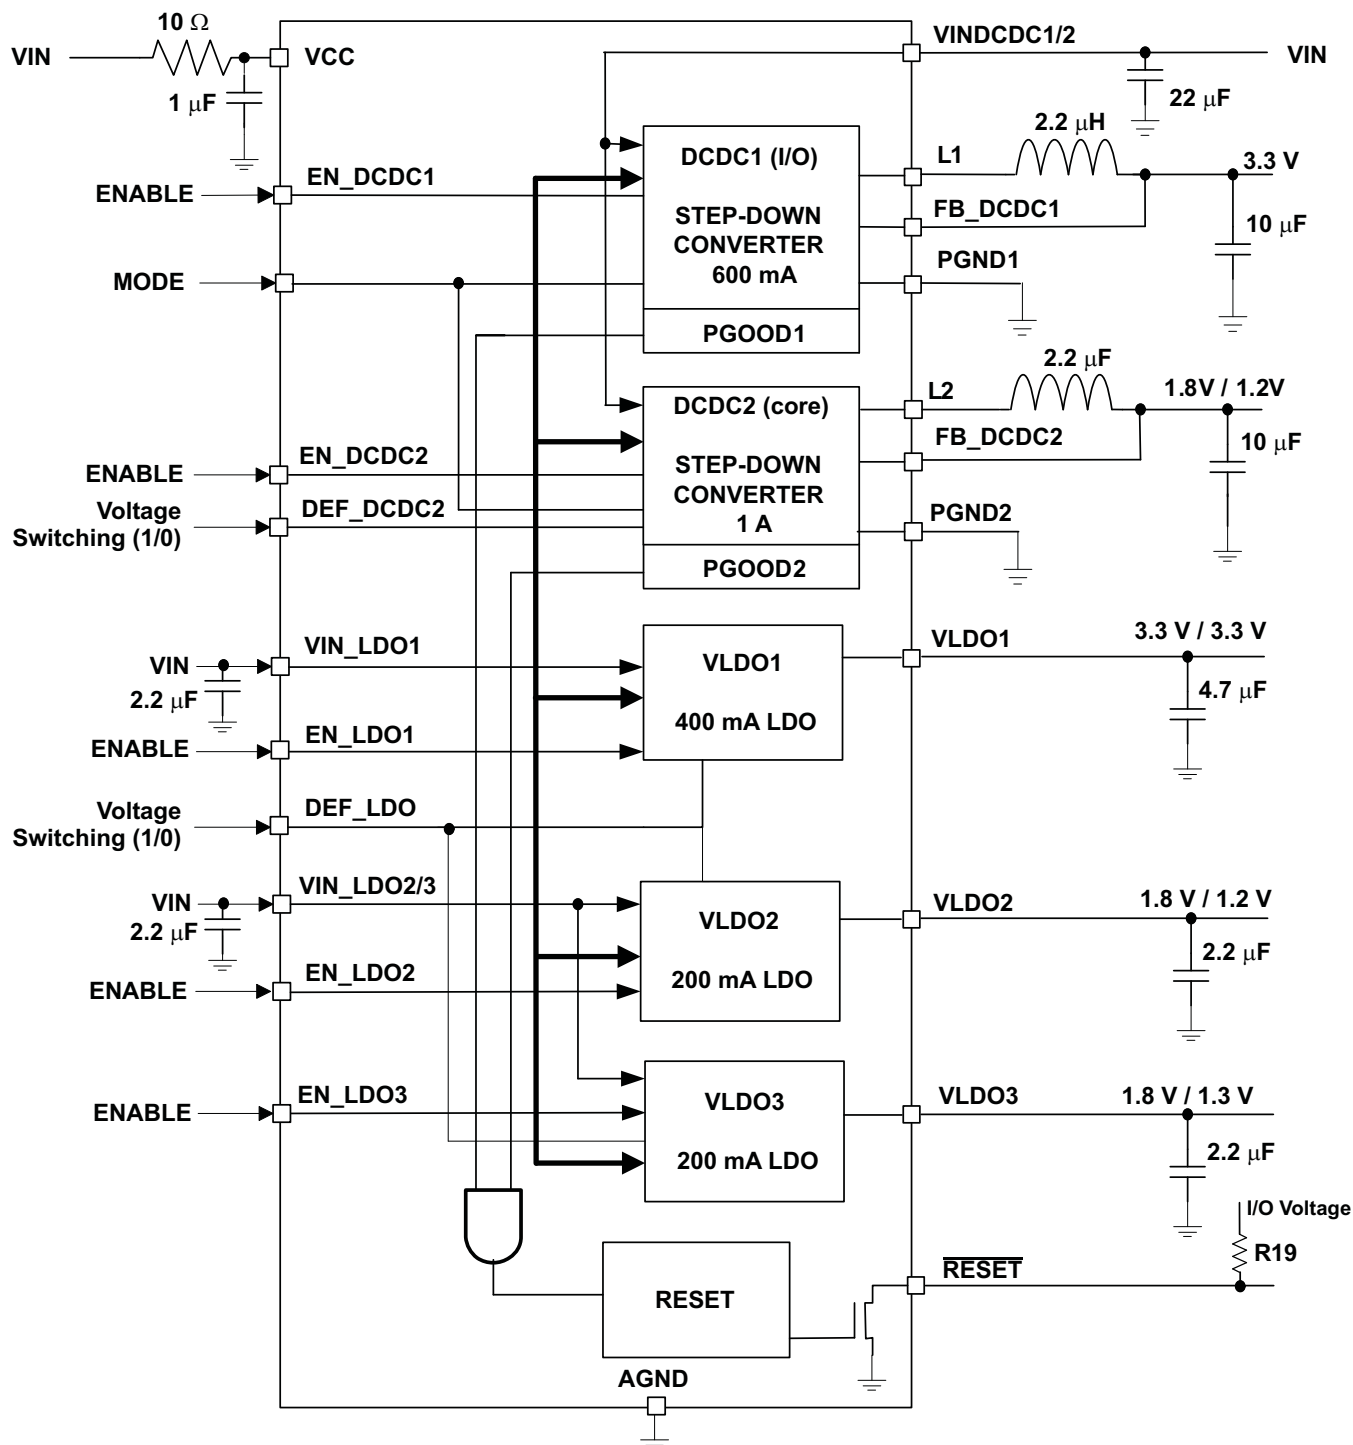 10 Ω
VIN
VCC
1 μF
VINDCDC1/2
VIN
22 μF
2.2 μH
DCDC1 (I/O)
STEP-DOWN
CONVERTER
600 mA
PGOOD1
L1
3.3 V
ENABLE
EN_DCDC1
FB_DCDC1
10 μF
MODE
PGND1
2.2 μF
DCDC2 (core)
STEP-DOWN
CONVERTER
1 A
PGOOD2
L2
1.8V / 1.2V
FB_DCDC2
10 μF
ENABLE
EN_DCDC2
Voltage
Switching (1/0)
DEF_DCDC2
PGND2
VIN
VIN_LDO1
2.2 μF
VLDO1
400 mA LDO
VLDO1
3.3 V / 3.3 V
4.7 μF
ENABLE
EN_LDO1
Voltage
Switching (1/0)
DEF_LDO
VIN
VIN_LDO2/3
2.2 μF
VLDO2
200 mA LDO
VLDO2
1.8 V / 1.2 V
2.2 μF
ENABLE
EN_LDO2
VLDO3
200 mA LDO
ENABLE
EN_LDO3
VLDO3
1.8 V / 1.3 V
2.2 μF
I/O Voltage
R19
RESET
RESET
AGND